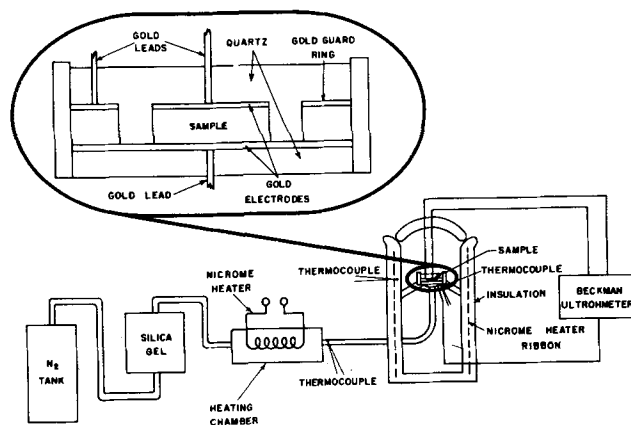 GOLD
LEADS
QUARTZ
GOLD GUARD
RING
SAMPLE
GOLD LEAD
GOLD
ELECTRODES
NICROME
HEATER
THERMOCOUPLE
SAMPLE
THERMOCOUPLE
INSULATION
BECKMAN
ULTROHMETER
NICROME HEATER
RIBBON
N2
TANK
SILICA
GEL
THERMOCOUPLE
HEATING
CHAMBER